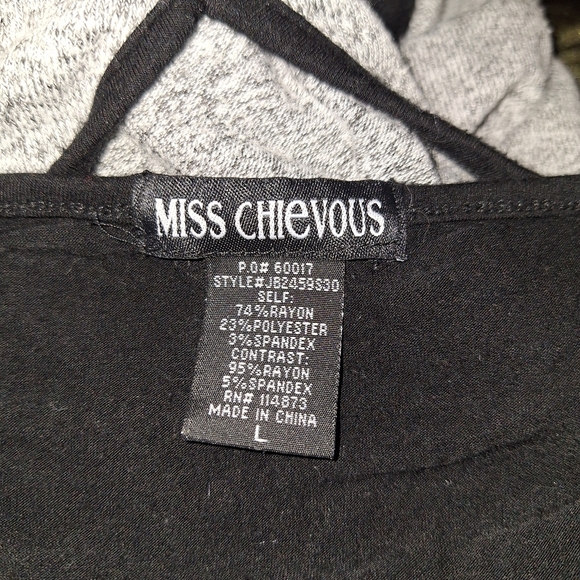 MISS CHIEVOUS
P.O# 60017
STYLE#JBZ459S30
SELF:
74%RAYON
23%POLYESTER
3%SPANDEX
CONTRAST:
95%RAYON
5%SPANDEX
RN# 114873
MADE IN CHINA
L